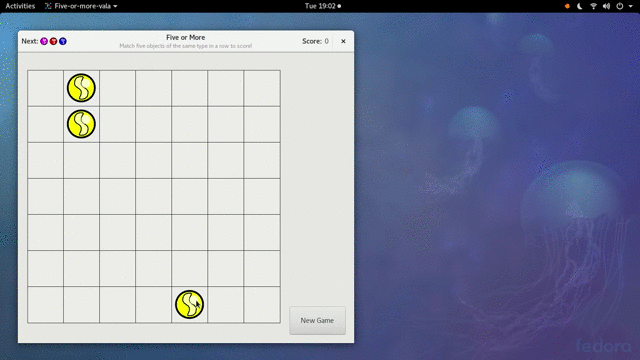 Activities Five-or-more-vala Tue 19:02
Next: Five or More Score: 0
Match five objects of the same type in a row to score!
New Game
fedora